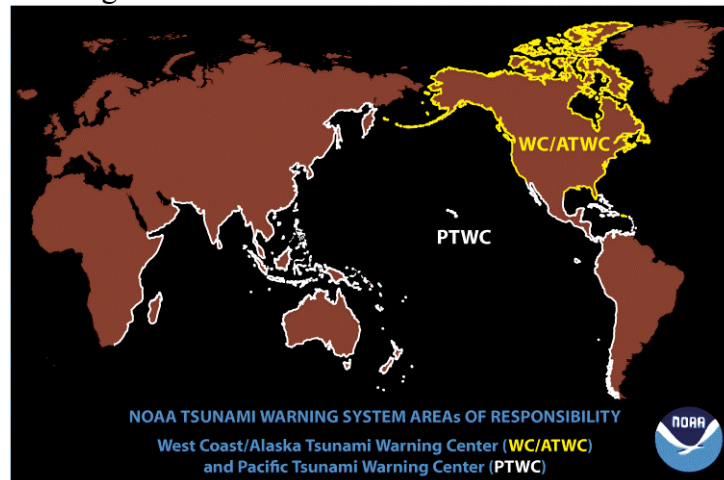 WC/ATWC
PTWC
NOAA TSUNAMI WARNING SYSTEM AREAs OF RESPONSIBILITY
West Coast/Alaska Tsunami Warning Center (WC/ATWC)
and Pacific Tsunami Warning Center (PTWC)
NOAA